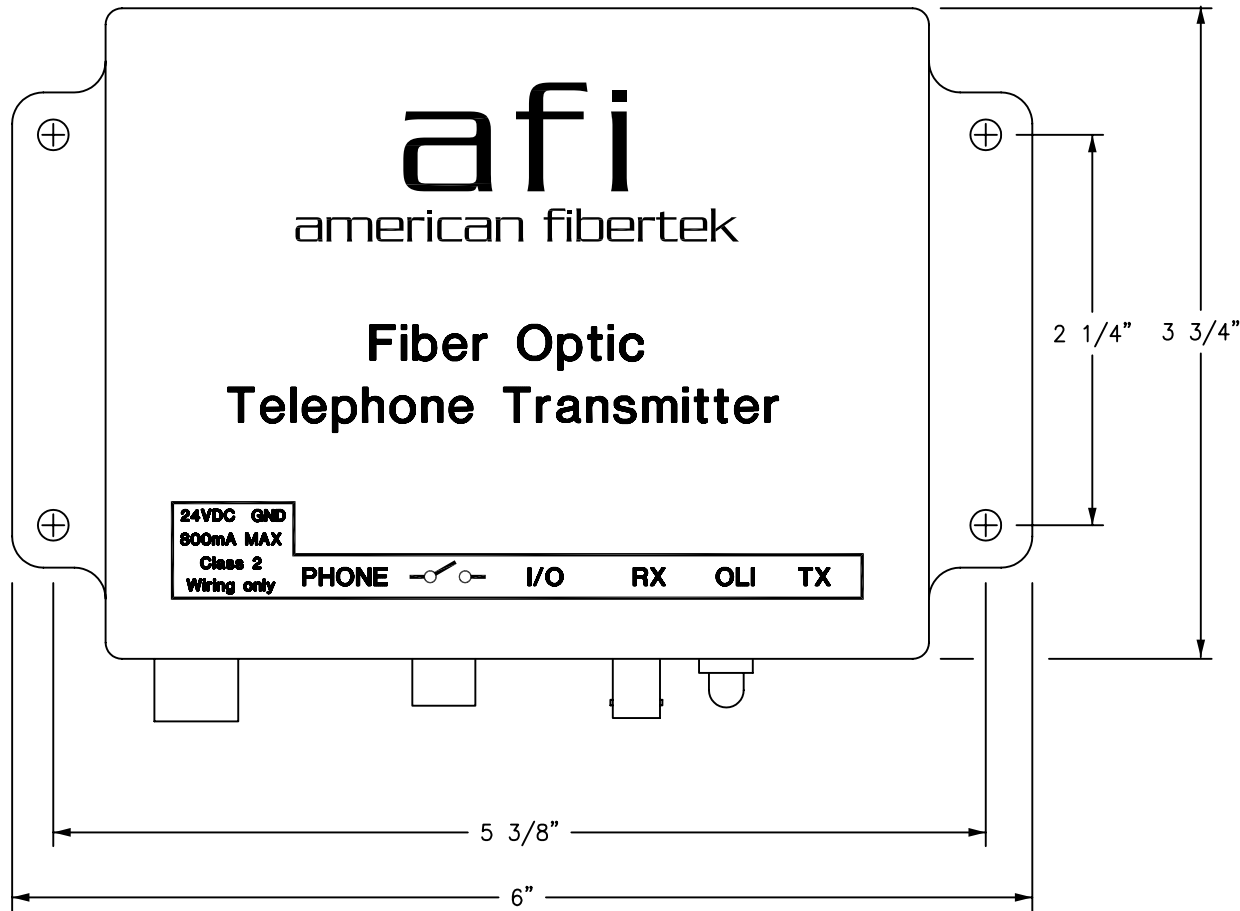 afi
american fibertek
Fiber Optic
Telephone Transmitter
24VDC GND
800mA MAX
Class 2
Wiring only
PHONE I/O RX OLI TX
2 1/4”
3 3/4”
5 3/8”
6”